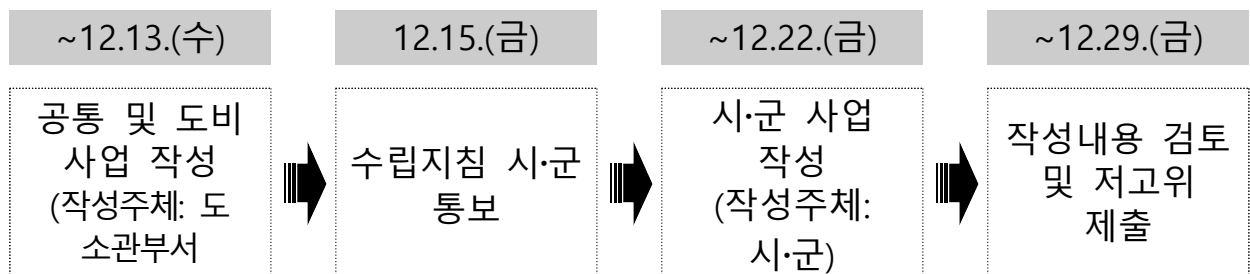 ~12.13.(수)
12.15.(금)
~12.22.(금)
~12.29.(금)
공통 및 도비
사업 작성
(작성주체: 도
소관부서
수립지침 시·군
통보
시·군 사업
작성
(작성주체:
시·군)
작성내용 검토
및 저고위
제출